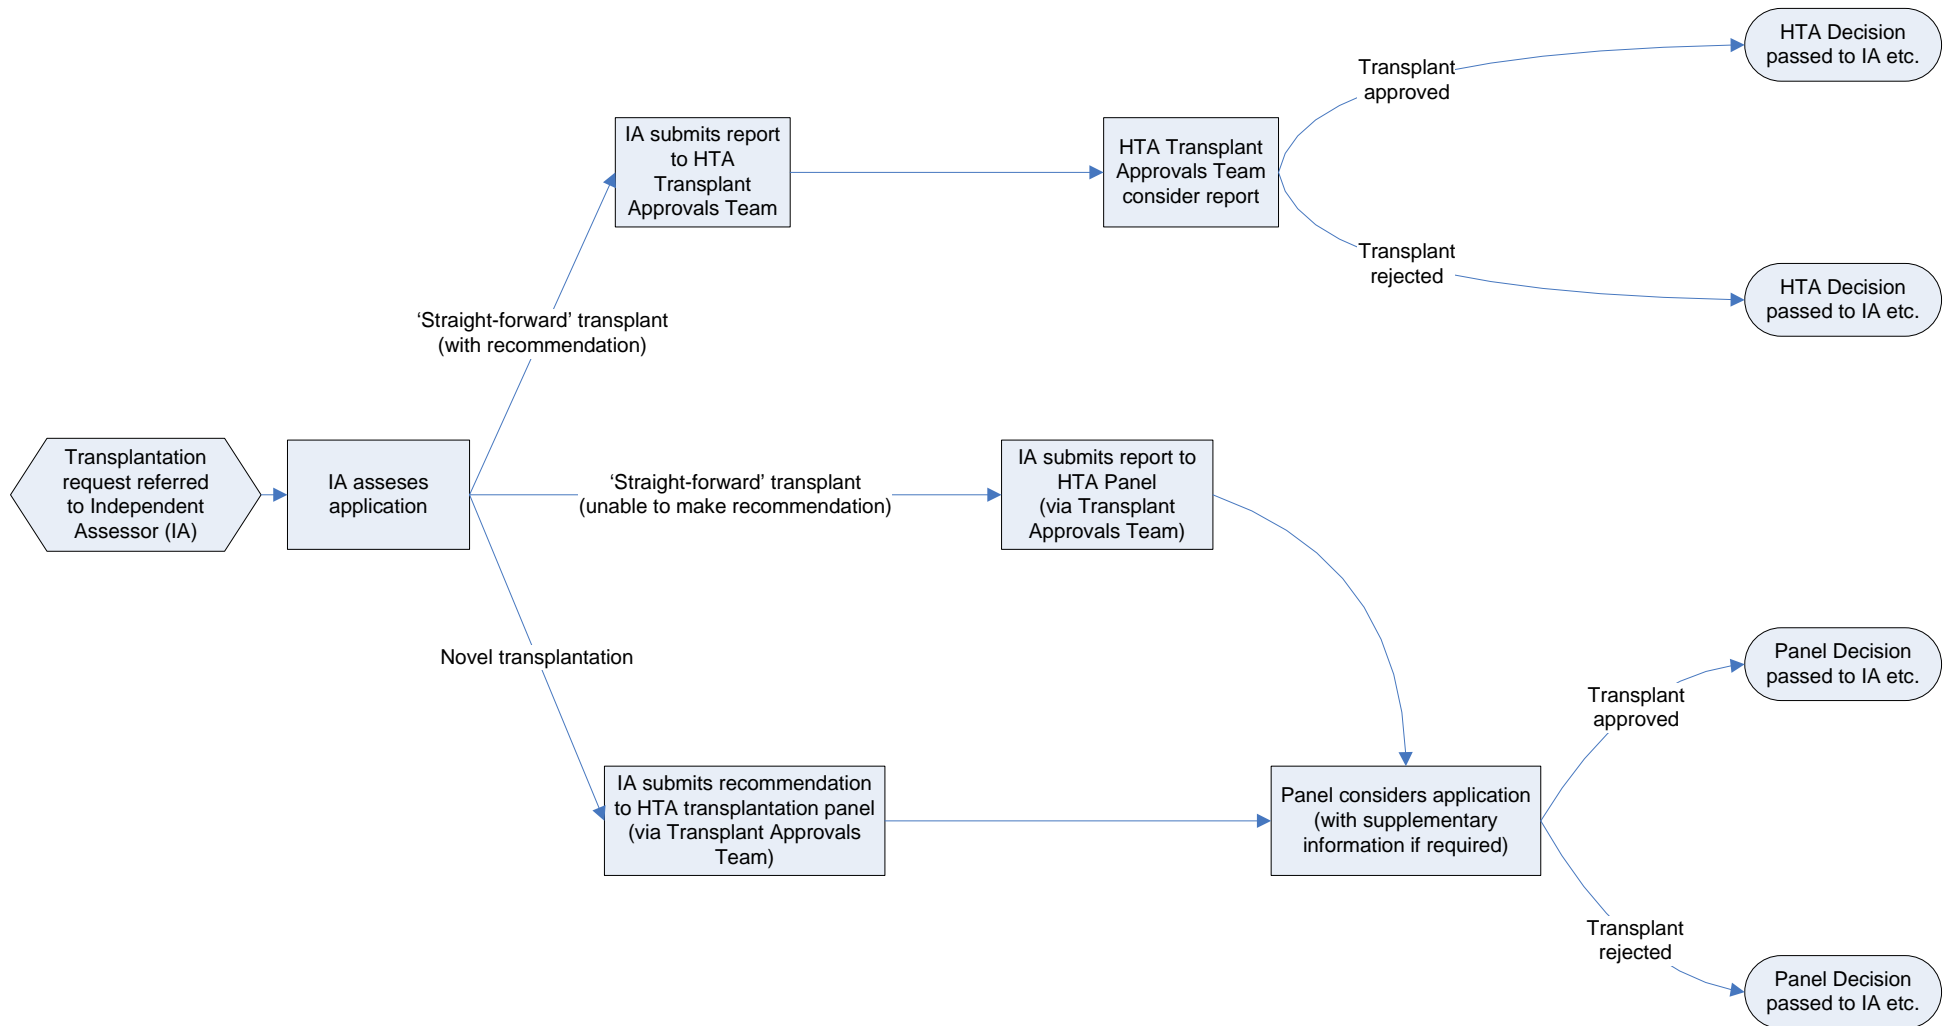 HTA Decision
passed to IA etc.
Transplant
approved
IA submits report
to HTA
Transplant
Approvals Team
HTA Transplant
Approvals Team
consider report
Transplant
rejected
HTA Decision
passed to IA etc.
‘Straight-forward’ transplant
(with recommendation)
Transplantation
request referred
to Independent
Assessor (IA)
IA asseses
application
‘Straight-forward’ transplant
(unable to make recommendation)
IA submits report to
HTA Panel
(via Transplant
Approvals Team)
Novel transplantation
Panel Decision
passed to IA etc.
Transplant
approved
IA submits recommendation
to HTA transplantation panel
(via Transplant Approvals
Team)
Panel considers application
(with supplementary
information if required)
Transplant
rejected
Panel Decision
passed to IA etc.